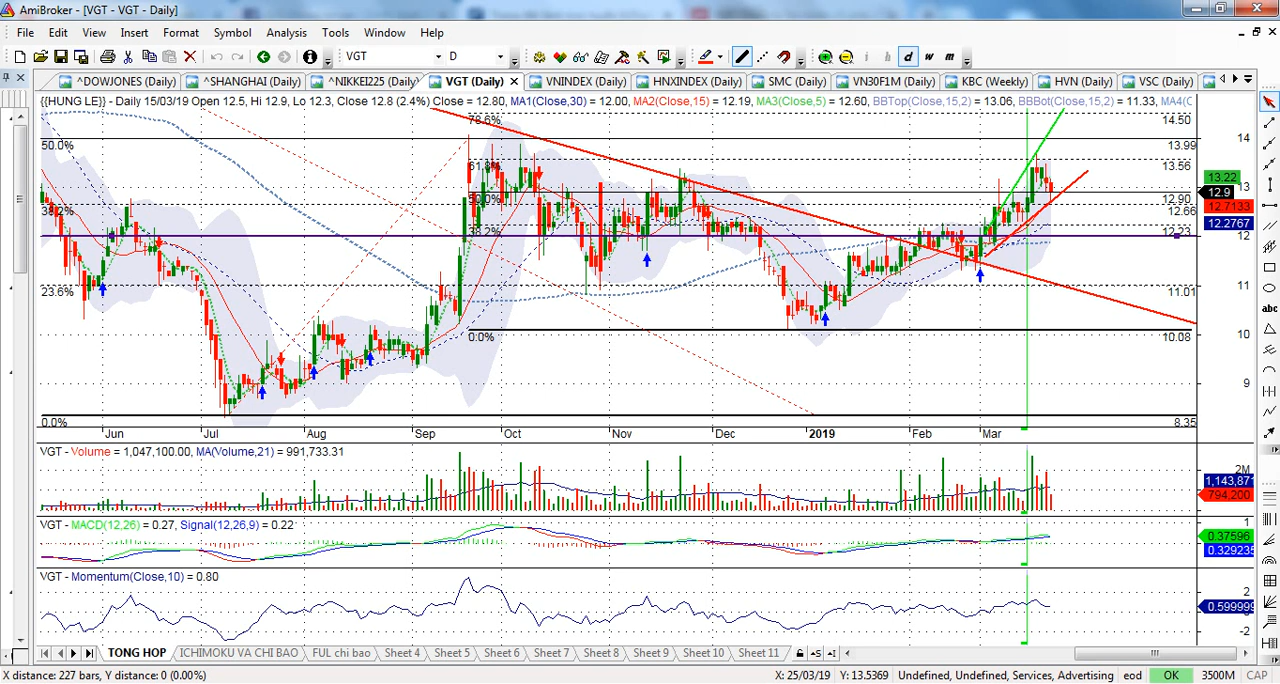 AmiBroker - [VGT - VGT - Daily]
File Edit View Insert Format Symbol Analysis Tools Window Help
VGT D i h d w m
^DOWJONES (Daily) ^SHANGHAI (Daily) ^NIKKEI225 (Daily) VGT (Daily) VNINDEX (Daily) HNXINDEX (Daily) SMC (Daily) VN30F1M (Daily) KBC (Weekly) HVN (Daily) VSC (Daily)
{{HUNG LE}} - Daily 15/03/19 Open 12.5, Hi 12.9, Lo 12.3, Close 12.8 (2.4%) Close = 12.80, MA1(Close,30) = 12.00, MA2(Close,15) = 12.19, MA3(Close,5) = 12.60, BBTop(Close,15,2) = 13.06, BBBot(Close,15,2) = 11.33, MA4(C
78.6% 14.50
14
50.0% 13.99
61.8% 13.56
13.22
13
12.9
50.0% 12.90
38.2% 12.66
12.7133
12.2767
38.2% 12.23
12
23.6% 11.01
11
0.0% 10.08
10
9
0.0% 8.35
Jun Jul Aug Sep Oct Nov Dec 2019 Feb Mar
VGT - Volume = 1,047,100.00, MA(Volume,21) = 991,733.31
2M
1,143,87
794,200
VGT - MACD(12,26) = 0.27, Signal(12,26,9) = 0.22
1
0.37596
0.329235
VGT - Momentum(Close,10) = 0.80
2
0.599999
-2
TONG HOP ICHIMOKU VA CHI BAO FUL chi bao Sheet 4 Sheet 5 Sheet 6 Sheet 7 Sheet 8 Sheet 9 Sheet 10 Sheet 11
X distance: 227 bars, Y distance: 0 (0.00%) X: 25/03/19 Y: 13.5369 Undefined, Undefined, Services, Advertising eod OK 3500M CAP
abc